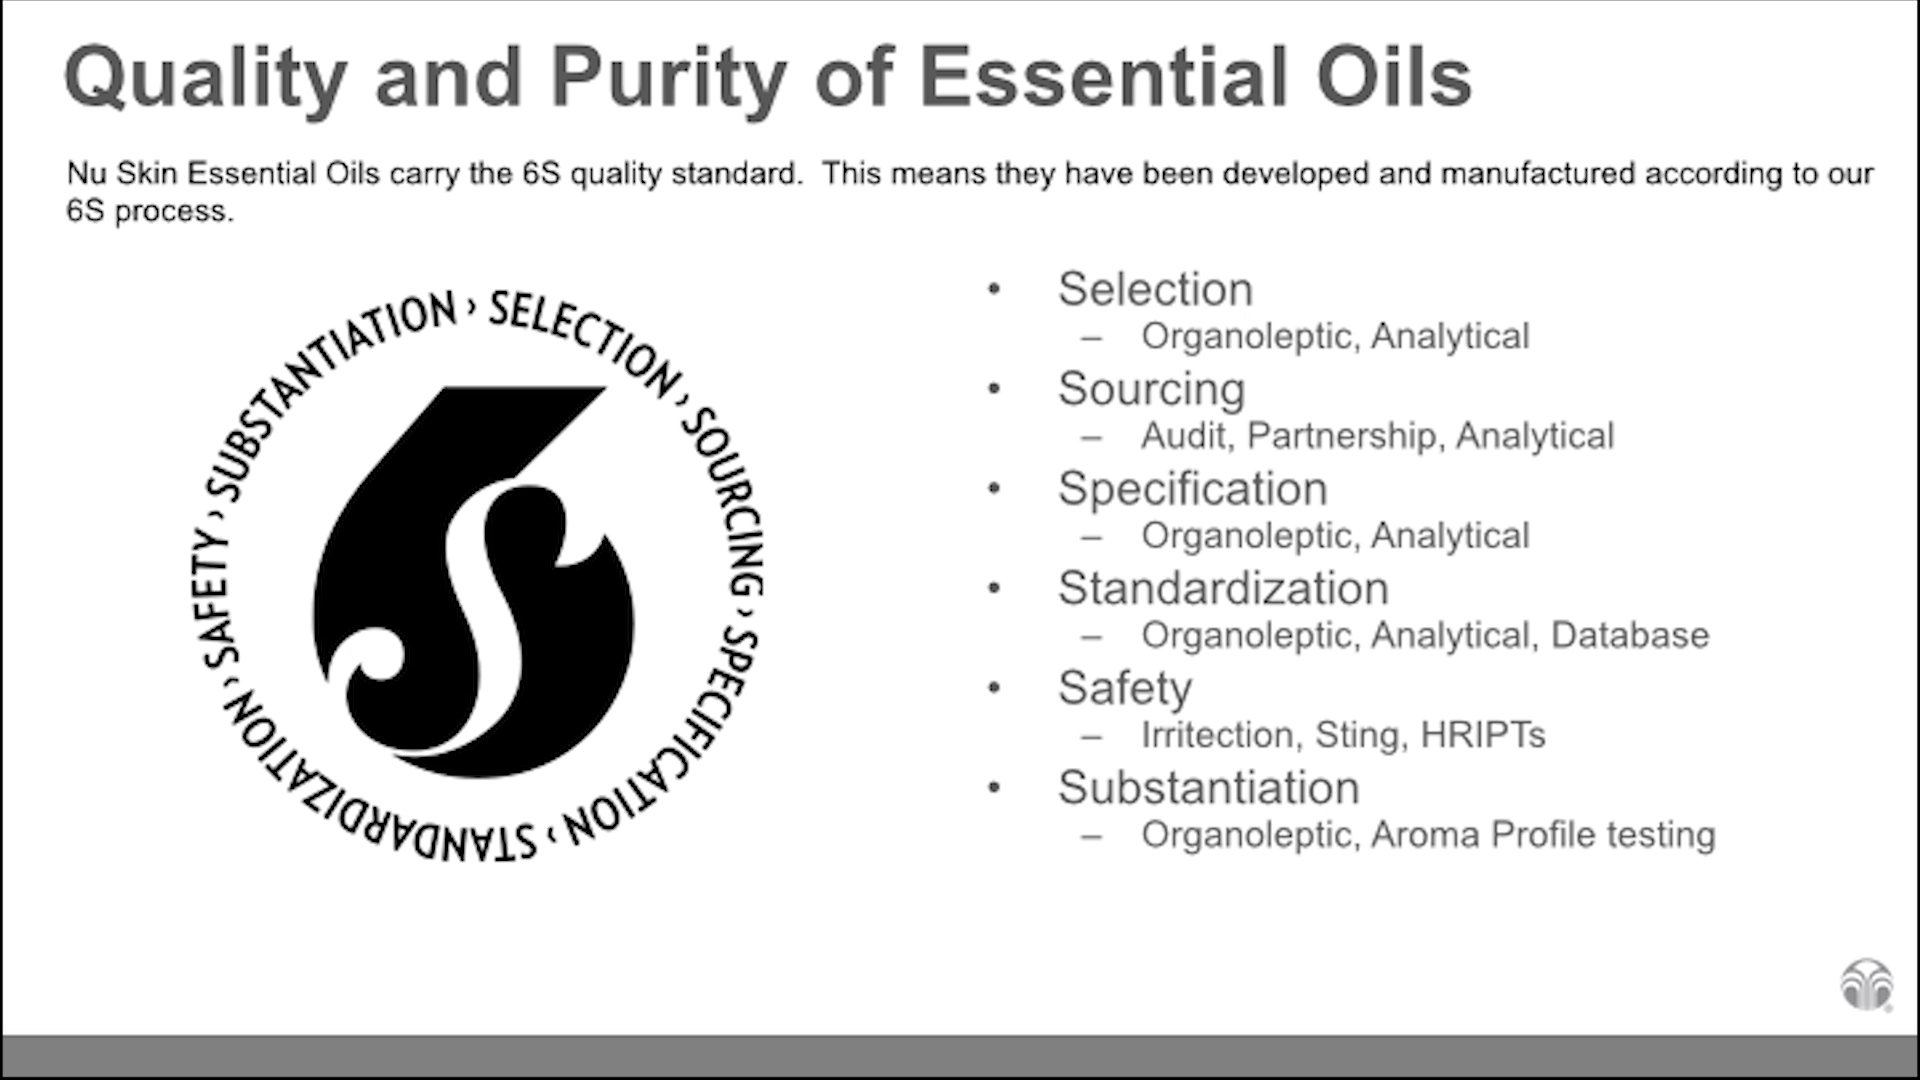 Quality and Purity of Essential Oils
Nu Skin Essential Oils carry the 6S quality standard.  This means they have been developed and manufactured according to our
6S process.
SELECTION › SOURCING › SPECIFICATION › STANDARDIZATION › SAFETY › SUBSTANTIATION ›
6S
• Selection
– Organoleptic, Analytical
• Sourcing
– Audit, Partnership, Analytical
• Specification
– Organoleptic, Analytical
• Standardization
– Organoleptic, Analytical, Database
• Safety
– Irritection, Sting, HRIPTs
• Substantiation
– Organoleptic, Aroma Profile testing